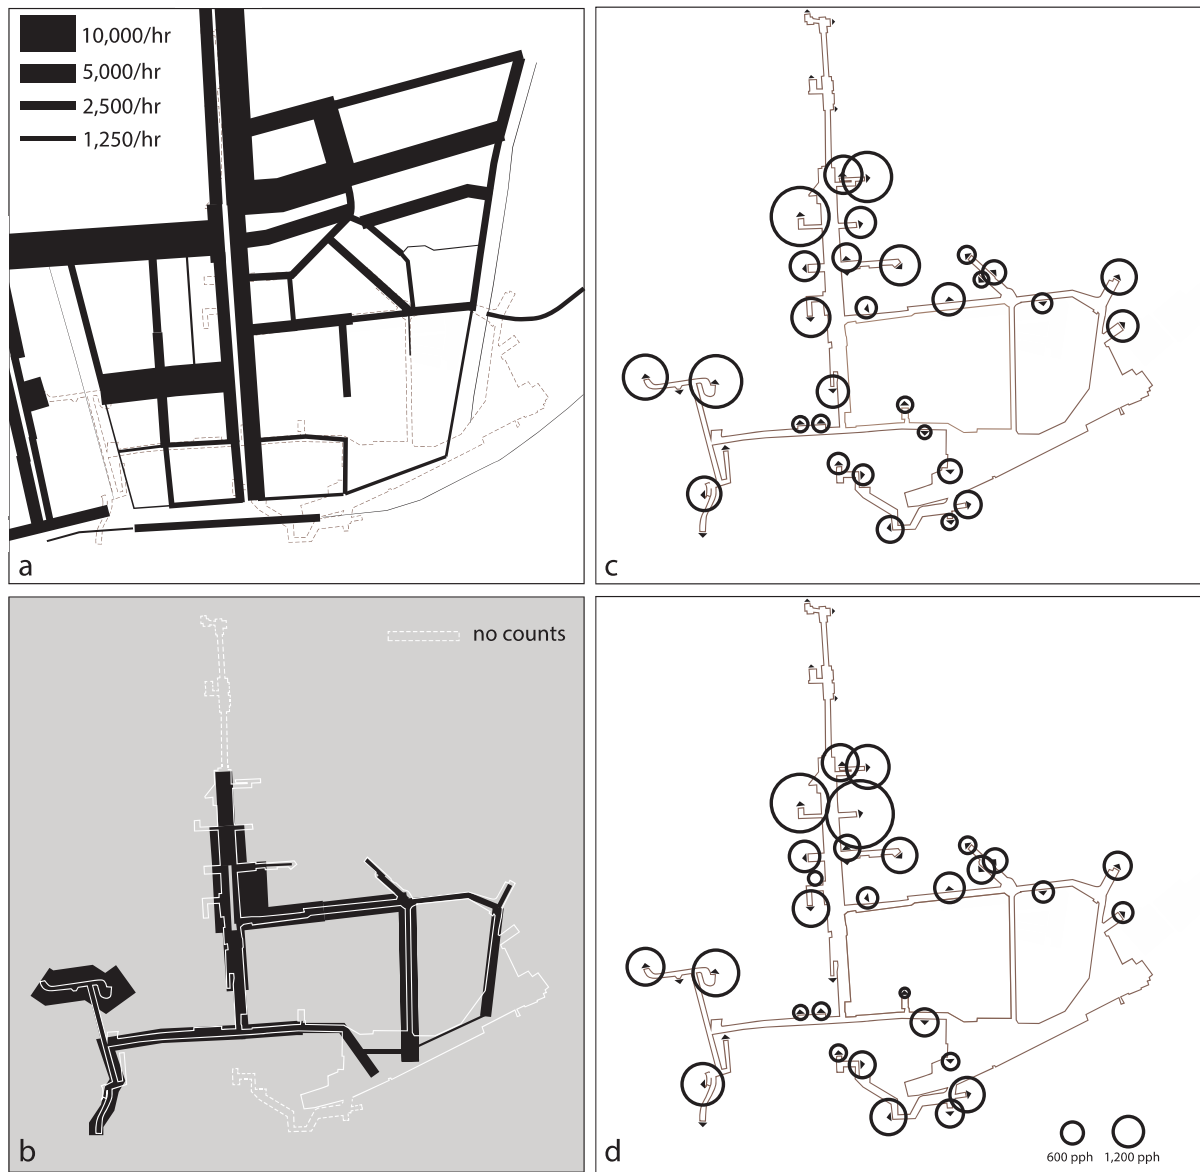 10,000/hr
5,000/hr
2,500/hr
1,250/hr
a
c
no counts
b
d
600 pph
1,200 pph